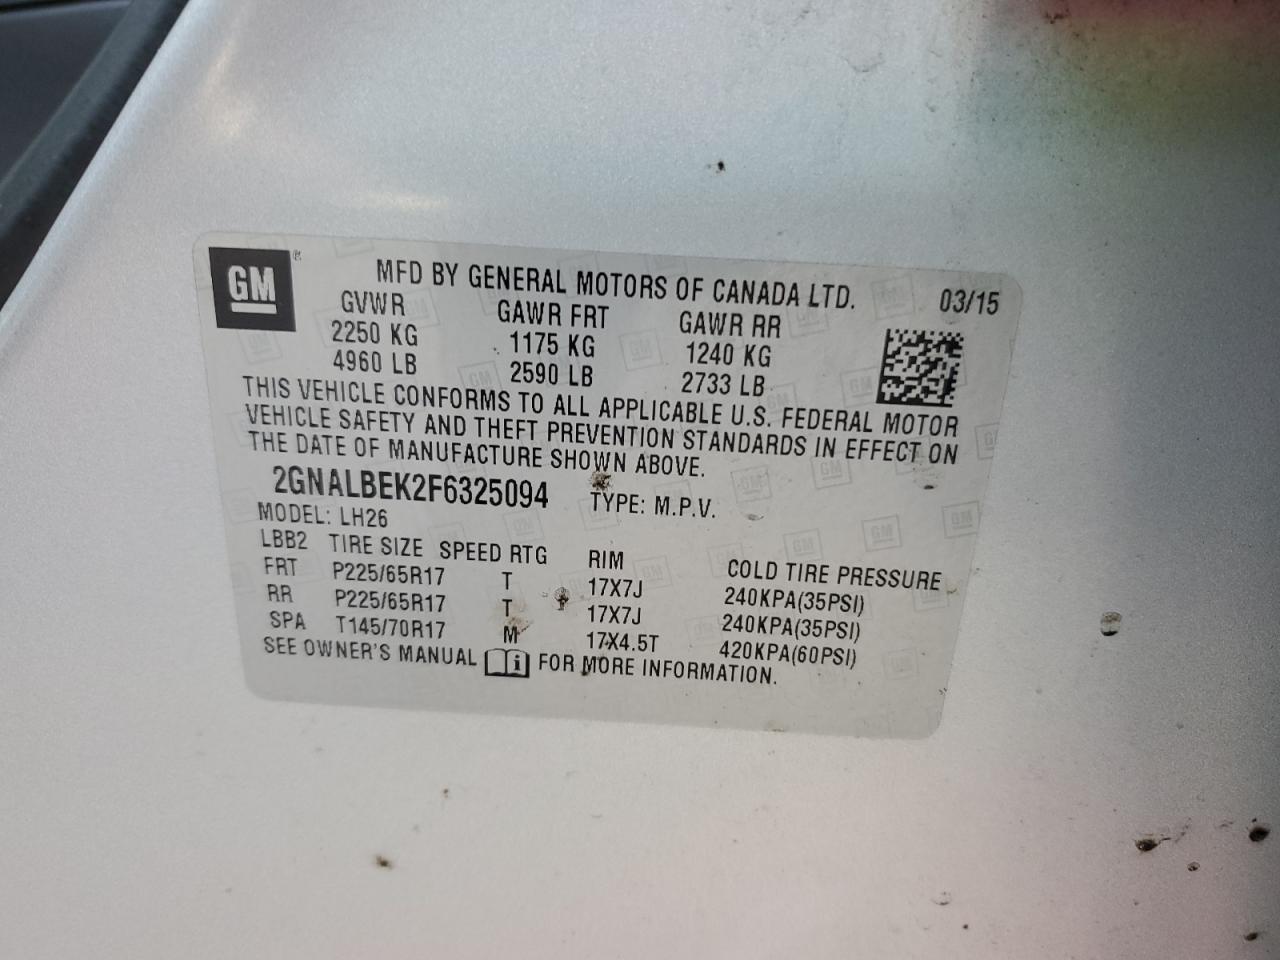 GM ®
MFD BY GENERAL MOTORS OF CANADA LTD. 03/15
GVWR GAWR FRT GAWR RR
2250 KG 1175 KG 1240 KG
4960 LB 2590 LB 2733 LB
THIS VEHICLE CONFORMS TO ALL APPLICABLE U.S. FEDERAL MOTOR
VEHICLE SAFETY AND THEFT PREVENTION STANDARDS IN EFFECT ON
THE DATE OF MANUFACTURE SHOWN ABOVE.
2GNALBEK2F6325094 TYPE: M.P.V.
MODEL: LH26
LBB2 TIRE SIZE SPEED RTG RIM COLD TIRE PRESSURE
FRT P225/65R17 T 17X7J 240KPA(35PSI)
RR P225/65R17 T 17X7J 240KPA(35PSI)
SPA T145/70R17 M 17X4.5T 420KPA(60PSI)
SEE OWNER'S MANUAL i FOR MORE INFORMATION.